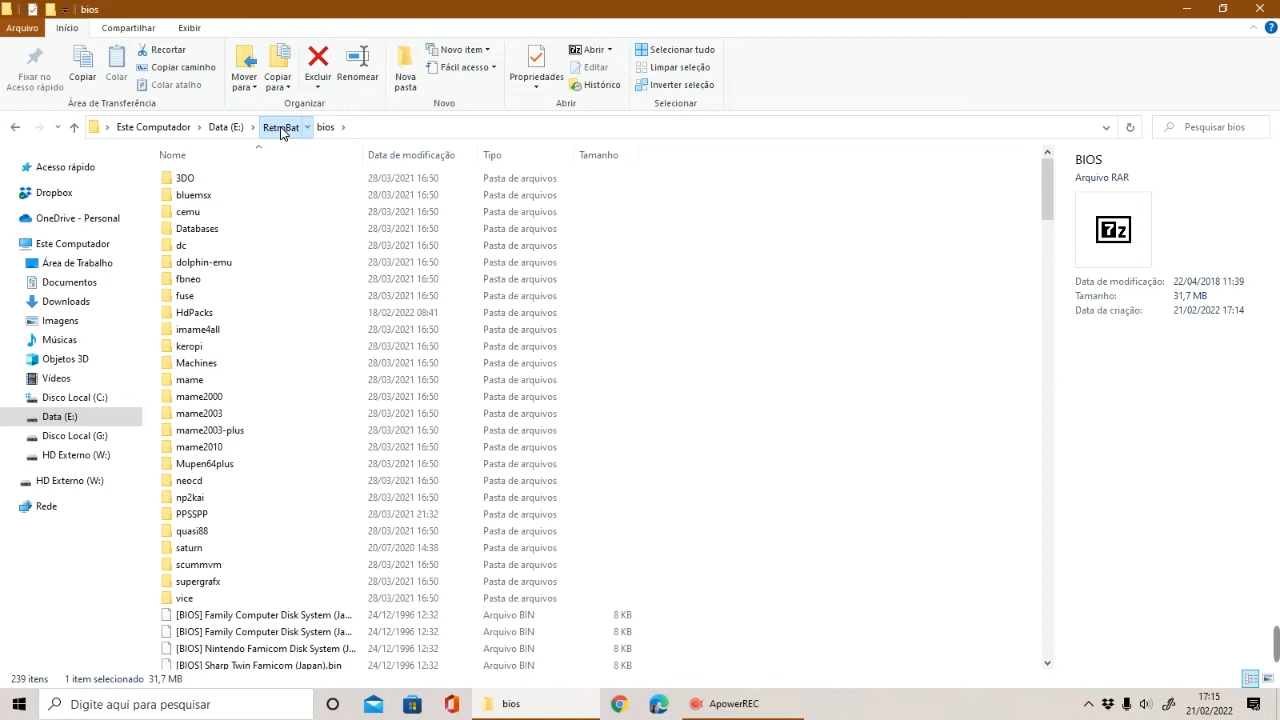 bios
Arquivo Início Compartilhar Exibir
Fixar no Acesso rápido
Copiar
Colar
Recortar
Copiar caminho
Colar atalho
Área de Transferência
Mover para
Copiar para
Excluir
Renomear
Organizar
Nova pasta
Novo item
Fácil acesso
Novo
Propriedades
Abrir
Editar
Histórico
Abrir
Selecionar tudo
Limpar seleção
Inverter seleção
Selecionar
Este Computador > Data (E:) > RetroBat > bios >
Pesquisar bios
Acesso rápido
Dropbox
OneDrive - Personal
Este Computador
Área de Trabalho
Documentos
Downloads
Imagens
Músicas
Objetos 3D
Vídeos
Disco Local (C:)
Data (E:)
Disco Local (G:)
HD Externo (W:)
HD Externo (W:)
Rede
Nome Data de modificação Tipo Tamanho
3DO 28/03/2021 16:50 Pasta de arquivos
bluemsx 28/03/2021 16:50 Pasta de arquivos
cemu 28/03/2021 16:50 Pasta de arquivos
Databases 28/03/2021 16:50 Pasta de arquivos
dc 28/03/2021 16:50 Pasta de arquivos
dolphin-emu 28/03/2021 16:50 Pasta de arquivos
fbneo 28/03/2021 16:50 Pasta de arquivos
fuse 28/03/2021 16:50 Pasta de arquivos
HdPacks 18/02/2022 08:41 Pasta de arquivos
imame4all 28/03/2021 16:50 Pasta de arquivos
keropi 28/03/2021 16:50 Pasta de arquivos
Machines 28/03/2021 16:50 Pasta de arquivos
mame 28/03/2021 16:50 Pasta de arquivos
mame2000 28/03/2021 16:50 Pasta de arquivos
mame2003 28/03/2021 16:50 Pasta de arquivos
mame2003-plus 28/03/2021 16:50 Pasta de arquivos
mame2010 28/03/2021 16:50 Pasta de arquivos
Mupen64plus 28/03/2021 16:50 Pasta de arquivos
neocd 28/03/2021 16:50 Pasta de arquivos
np2kai 28/03/2021 16:50 Pasta de arquivos
PPSSPP 28/03/2021 21:32 Pasta de arquivos
quasi88 28/03/2021 16:50 Pasta de arquivos
saturn 20/07/2020 14:38 Pasta de arquivos
scummvm 28/03/2021 16:50 Pasta de arquivos
supergrafx 28/03/2021 16:50 Pasta de arquivos
vice 28/03/2021 16:50 Pasta de arquivos
[BIOS] Family Computer Disk System (Ja... 24/12/1996 12:32 Arquivo BIN 8 KB
[BIOS] Family Computer Disk System (Ja... 24/12/1996 12:32 Arquivo BIN 8 KB
[BIOS] Nintendo Famicom Disk System (J... 24/12/1996 12:32 Arquivo BIN 8 KB
[BIOS] Sharp Twin Famicom (Japan).bin 24/12/1996 12:32 Arquivo BIN 8 KB
BIOS
Arquivo RAR
7z
Data de modificação: 22/04/2018 11:39
Tamanho: 31,7 MB
Data da criação: 21/02/2022 17:14
239 itens 1 item selecionado 31,7 MB
Digite aqui para pesquisar
bios
ApowerREC
17:15
21/02/2022